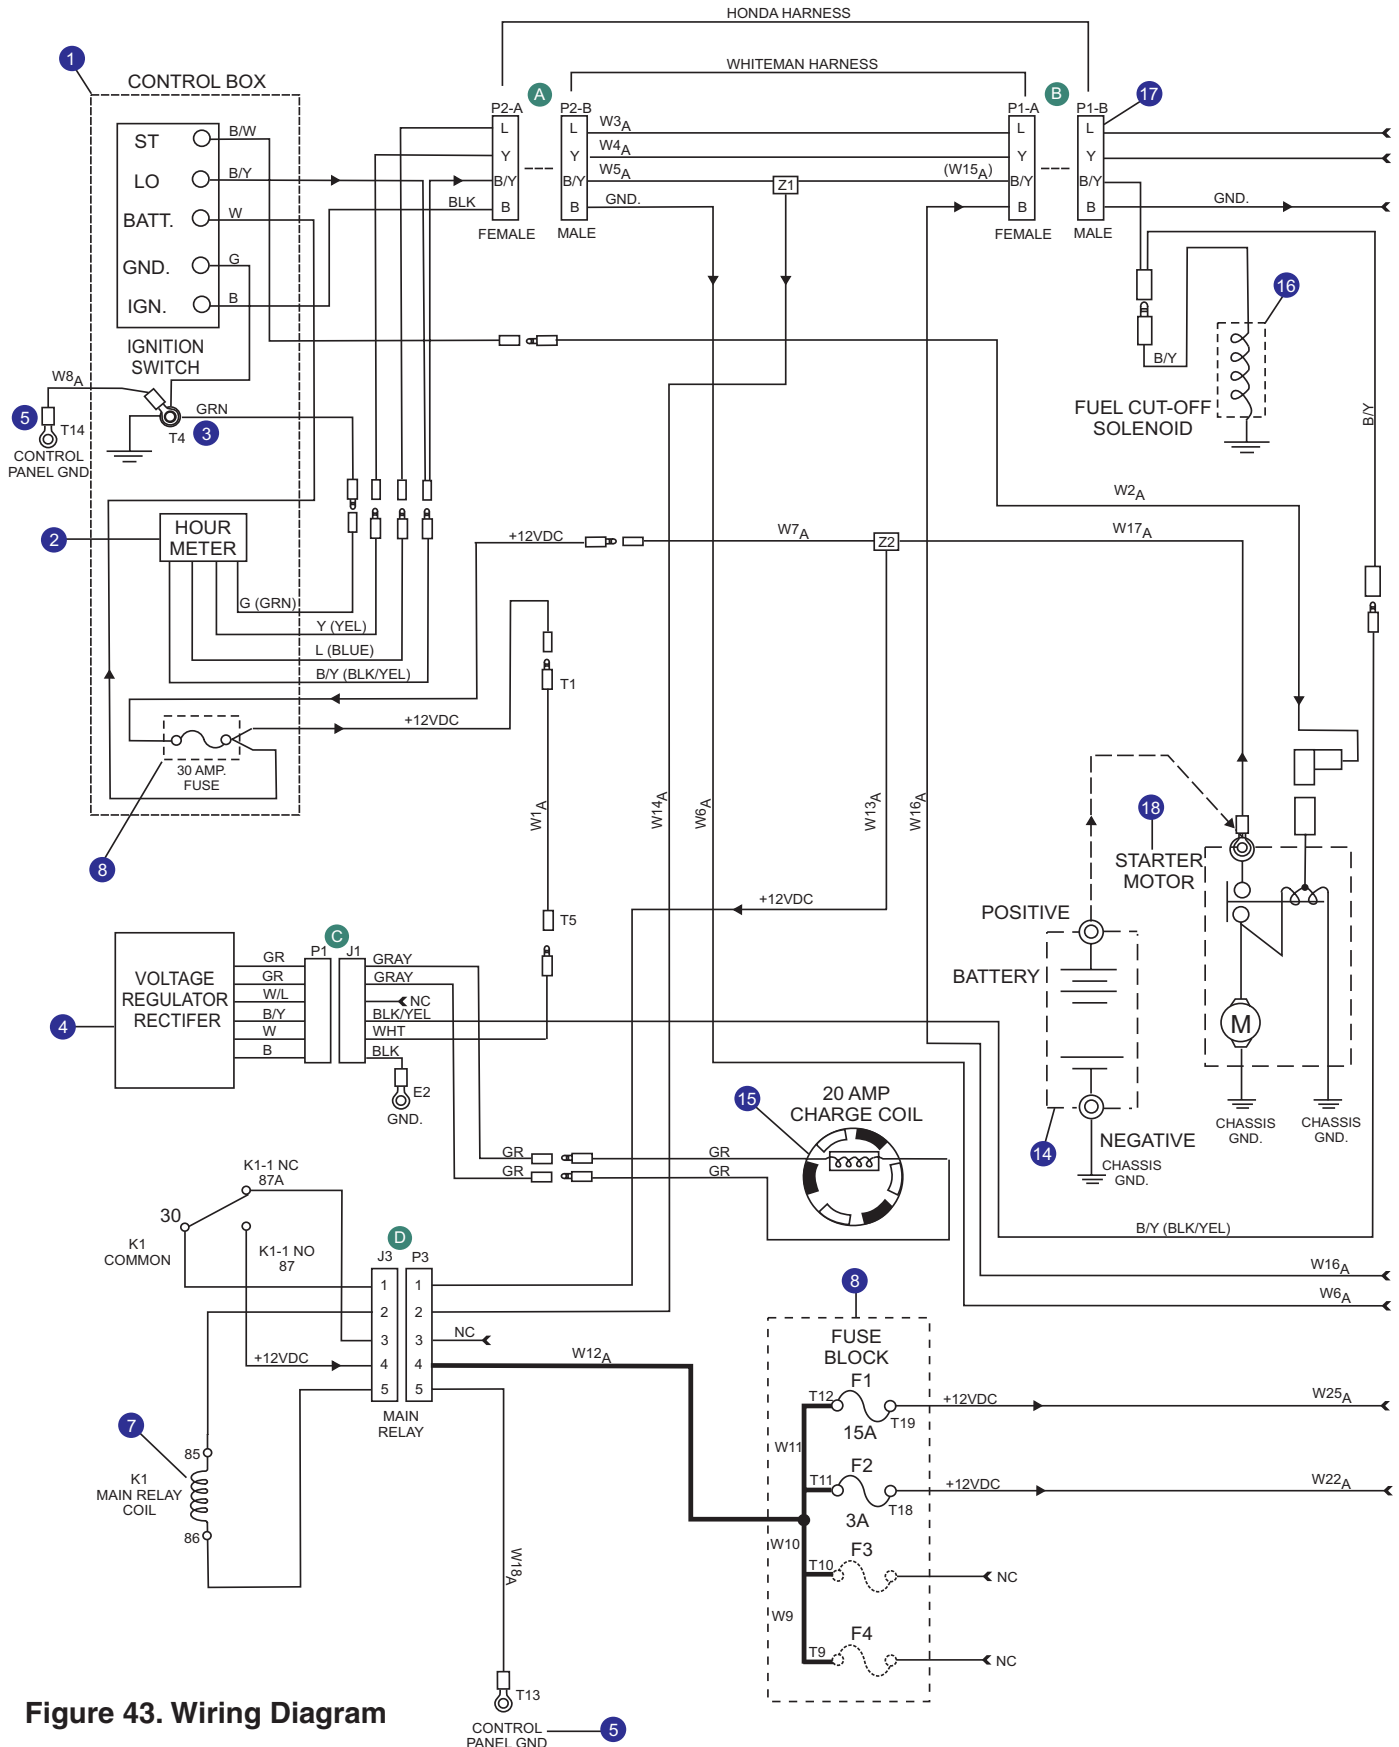 HONDA HARNESS
1
WHITEMAN HARNESS
CONTROL BOX
A
B
17
P2-A
P2-B
P1-A
P1-B
ST
B/W
L
L
W3A
L
L
W4A
Y
Y
Y
Y
LO
B/Y
W5A
Z1
(W15A)
B/Y
B/Y
B/Y
B/Y
BATT.
W
BLK
B
B
GND.
B
B
GND.
FEMALE
MALE
FEMALE
MALE
GND.
G
16
IGN.
B
IGNITION
SWITCH
B/Y
W8A
FUEL CUT-OFF
SOLENOID
B/Y
5
T14
GRN
T4
3
CONTROL
PANEL GND
W2A
2
HOUR
METER
+12VDC
W7A
Z2
W17A
G (GRN)
Y (YEL)
L (BLUE)
B/Y (BLK/YEL)
T1
+12VDC
30 AMP.
FUSE
W1A
W14A
W6A
W13A
W16A
18
8
STARTER
MOTOR
+12VDC
T5
POSITIVE
C
P1
J1
VOLTAGE
REGULATOR
RECTIFER
GR
GR
W/L
B/Y
W
B
GRAY
GRAY
NC
BLK/YEL
WHT
BLK
BATTERY
4
M
E2
GND.
15
20 AMP
CHARGE COIL
CHASSIS
GND.
CHASSIS
GND.
NEGATIVE
14
CHASSIS
GND.
GR
GR
GR
GR
K1-1 NC
87A
30
K1
COMMON
K1-1 NO
87
D
J3
P3
B/Y (BLK/YEL)
W16A
W6A
1
1
2
2
3
3
NC
4
4
5
5
+12VDC
MAIN
RELAY
W12A
8
FUSE
BLOCK
F1
T12
15A
T19
+12VDC
W25A
7
85
K1
MAIN RELAY
COIL
86
W11
F2
T11
3A
T18
+12VDC
W22A
W10
F3
T10
NC
W18A
W9
F4
T9
NC
T13
CONTROL
PANEL GND
5
Figure 43. Wiring Diagram